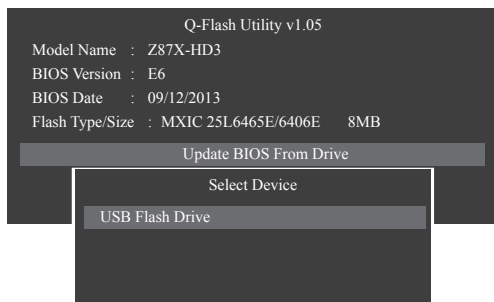 Q-Flash Utility v1.05
Model Name : Z87X-HD3
BIOS Version : E6
BIOS Date : 09/12/2013
Flash Type/Size : MXIC 25L6465E/6406E 8MB
Update BIOS From Drive
Select Device
USB Flash Drive